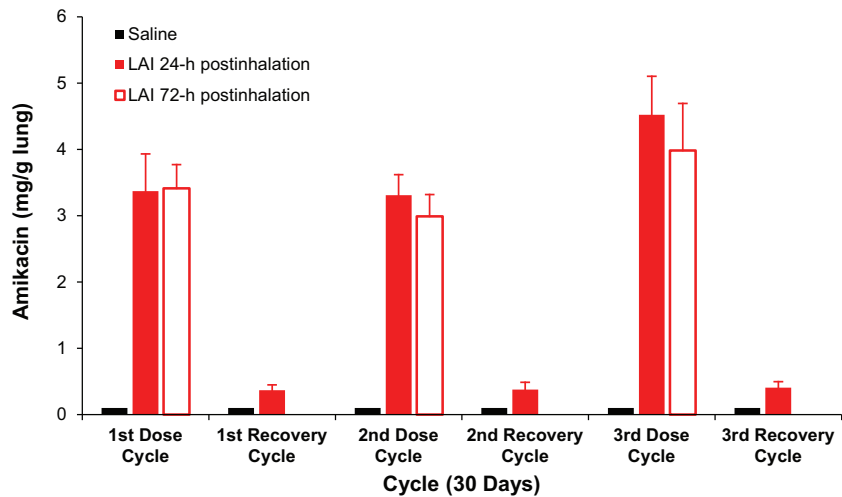 6
5
4
3
2
1
0
Amikacin (mg/g lung)
Saline
LAI 24-h postinhalation
LAI 72-h postinhalation
1st Dose
Cycle
1st Recovery
Cycle
2nd Dose
Cycle
2nd Recovery
Cycle
3rd Dose
Cycle
3rd Recovery
Cycle
Cycle (30 Days)